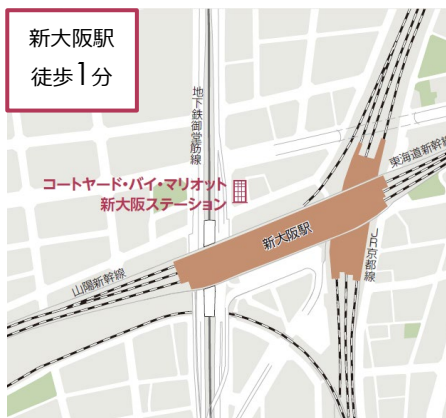 新大阪駅
徒歩1分
地下鉄御堂筋線
東海道新幹線
コートヤード・バイ・マリオット
新大阪ステーション
新大阪駅
JR京都線
山陽新幹線